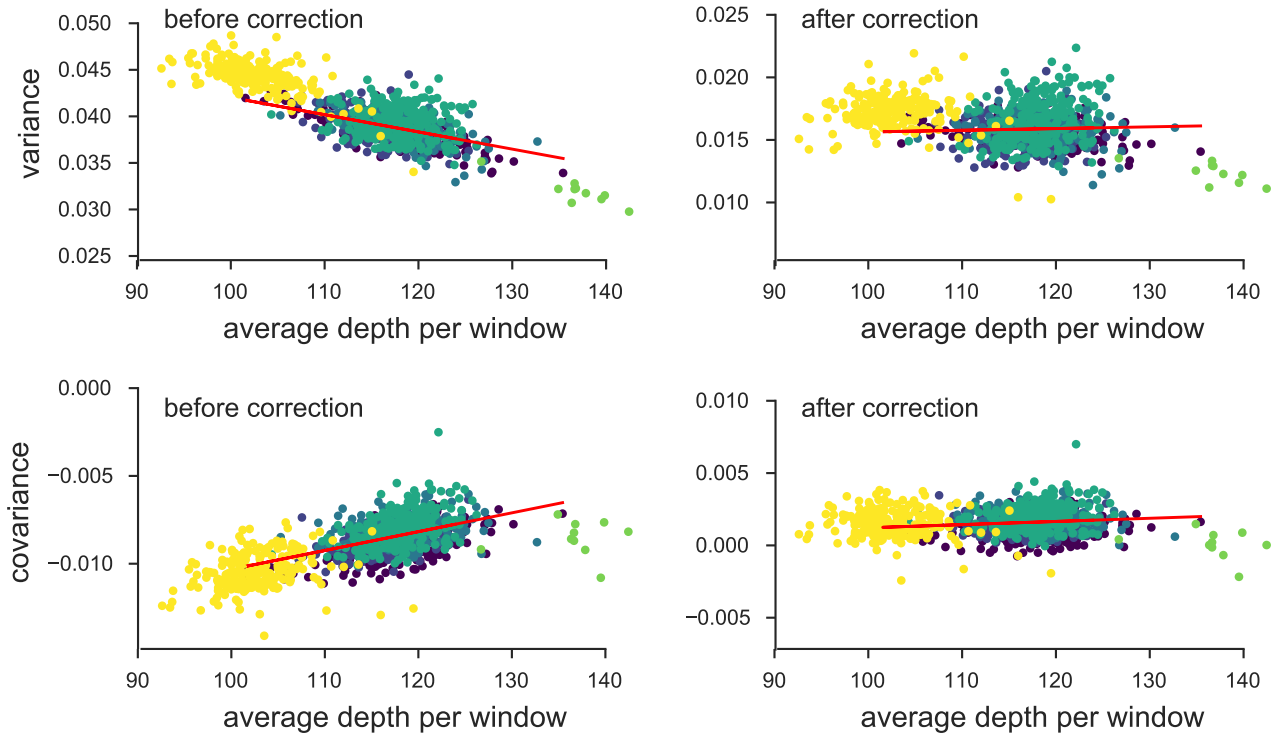 before correction
0.050
0.045
0.040
0.035
0.030
0.025
variance
90 100 110 120 130 140
average depth per window
after correction
0.025
0.020
0.015
0.010
90 100 110 120 130 140
average depth per window
before correction
0.000
−0.005
−0.010
covariance
90 100 110 120 130 140
average depth per window
after correction
0.010
0.005
0.000
−0.005
90 100 110 120 130 140
average depth per window